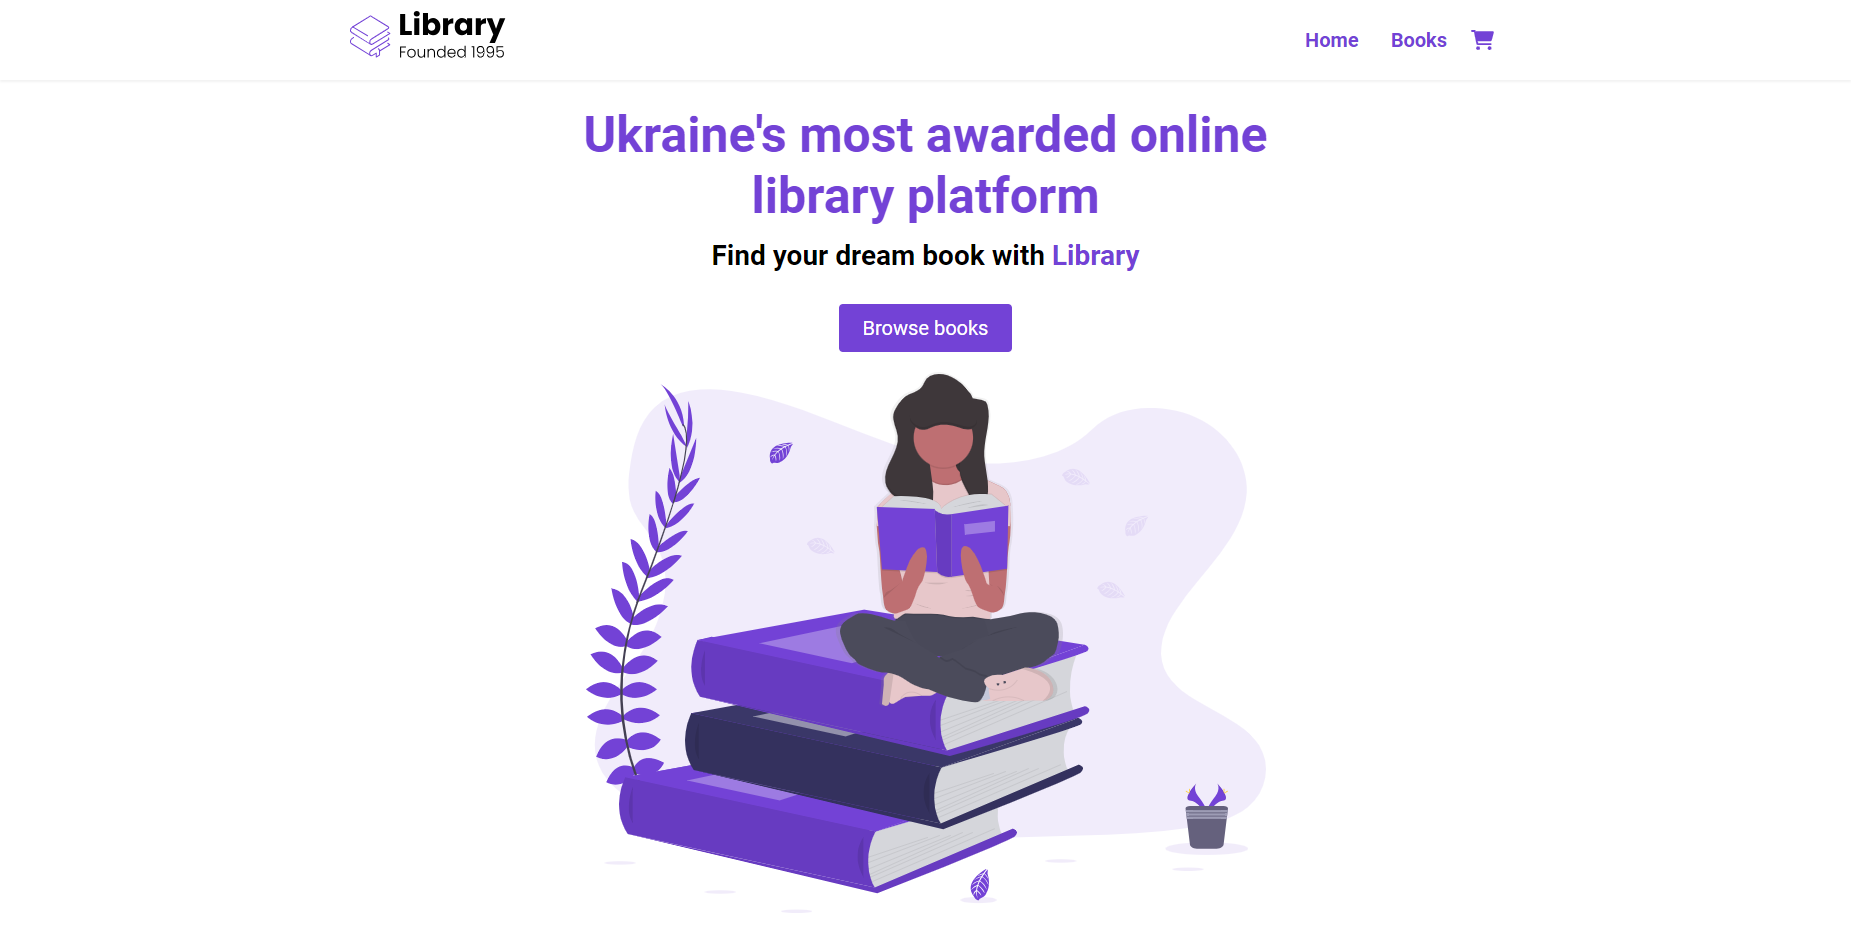 Library
Founded 1995
Home
Books
Ukraine's most awarded online
library platform
Find your dream book with Library
Browse books